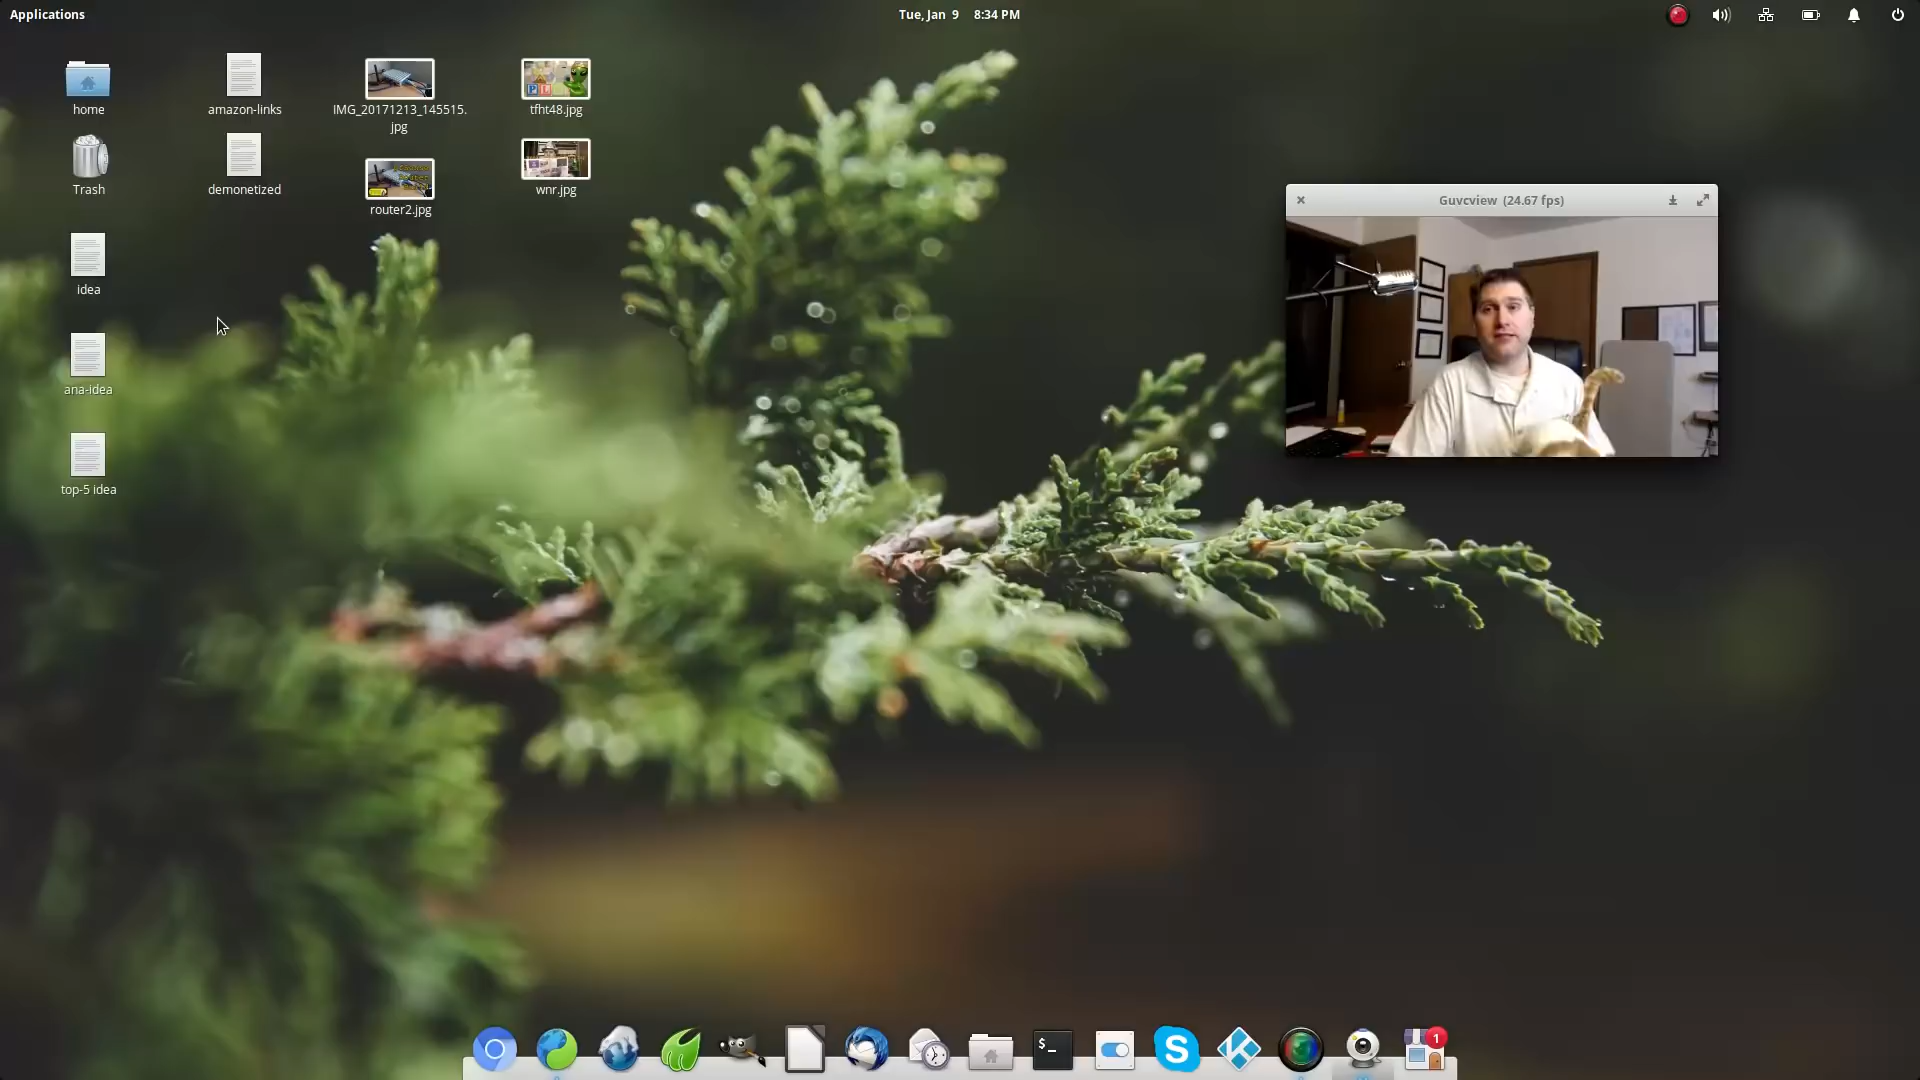 Applications
Tue, Jan 9 8:34 PM
home
amazon-links
IMG_20171213_145515.
jpg
tfht48.jpg
Trash
demonetized
router2.jpg
wnr.jpg
Guvcview (24.67 fps)
idea
ana-idea
top-5 idea
$_
S
1